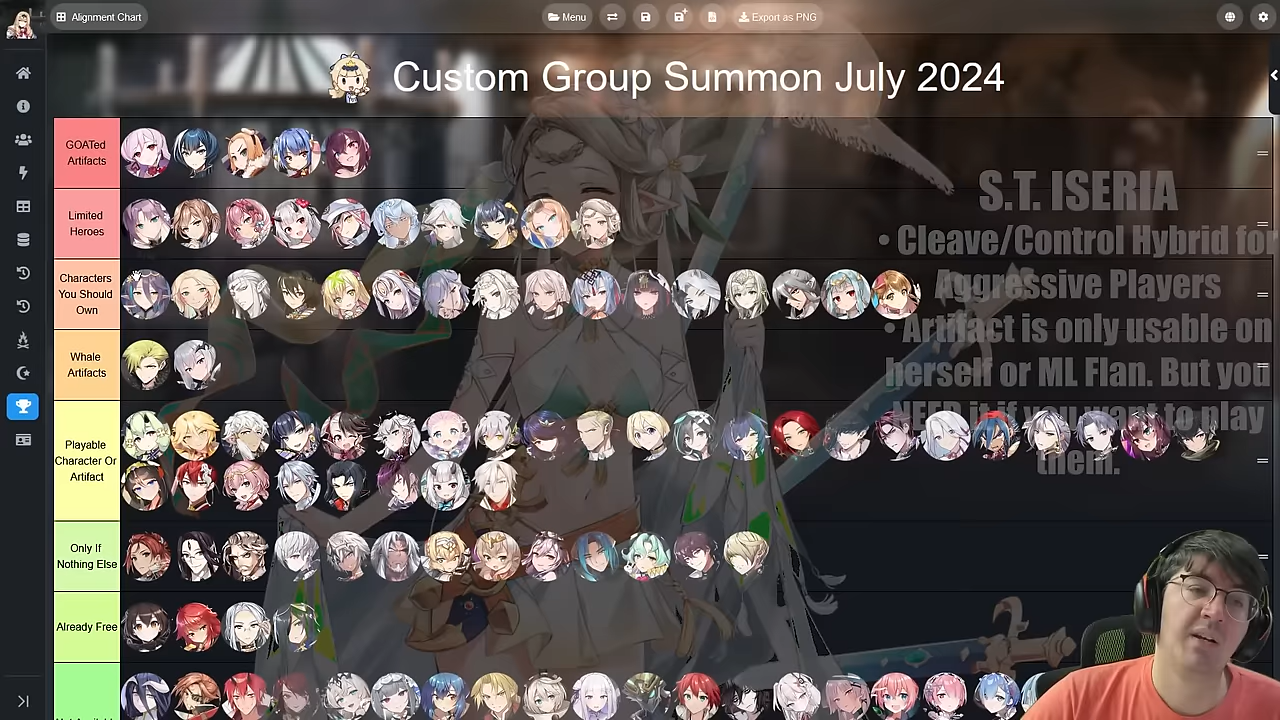 Alignment Chart
Menu
Export as PNG
Custom Group Summon July 2024
GOATed
Artifacts
Limited
Heroes
Characters
You Should
Own
Whale
Artifacts
Playable
Character Or
Artifact
Only If
Nothing Else
Already Free
S.T. ISERIA
• Cleave/Control Hybrid for
Aggressive Players
• Artifact is only usable on
herself or ML Flan. But you
NEED it if you want to play
them.